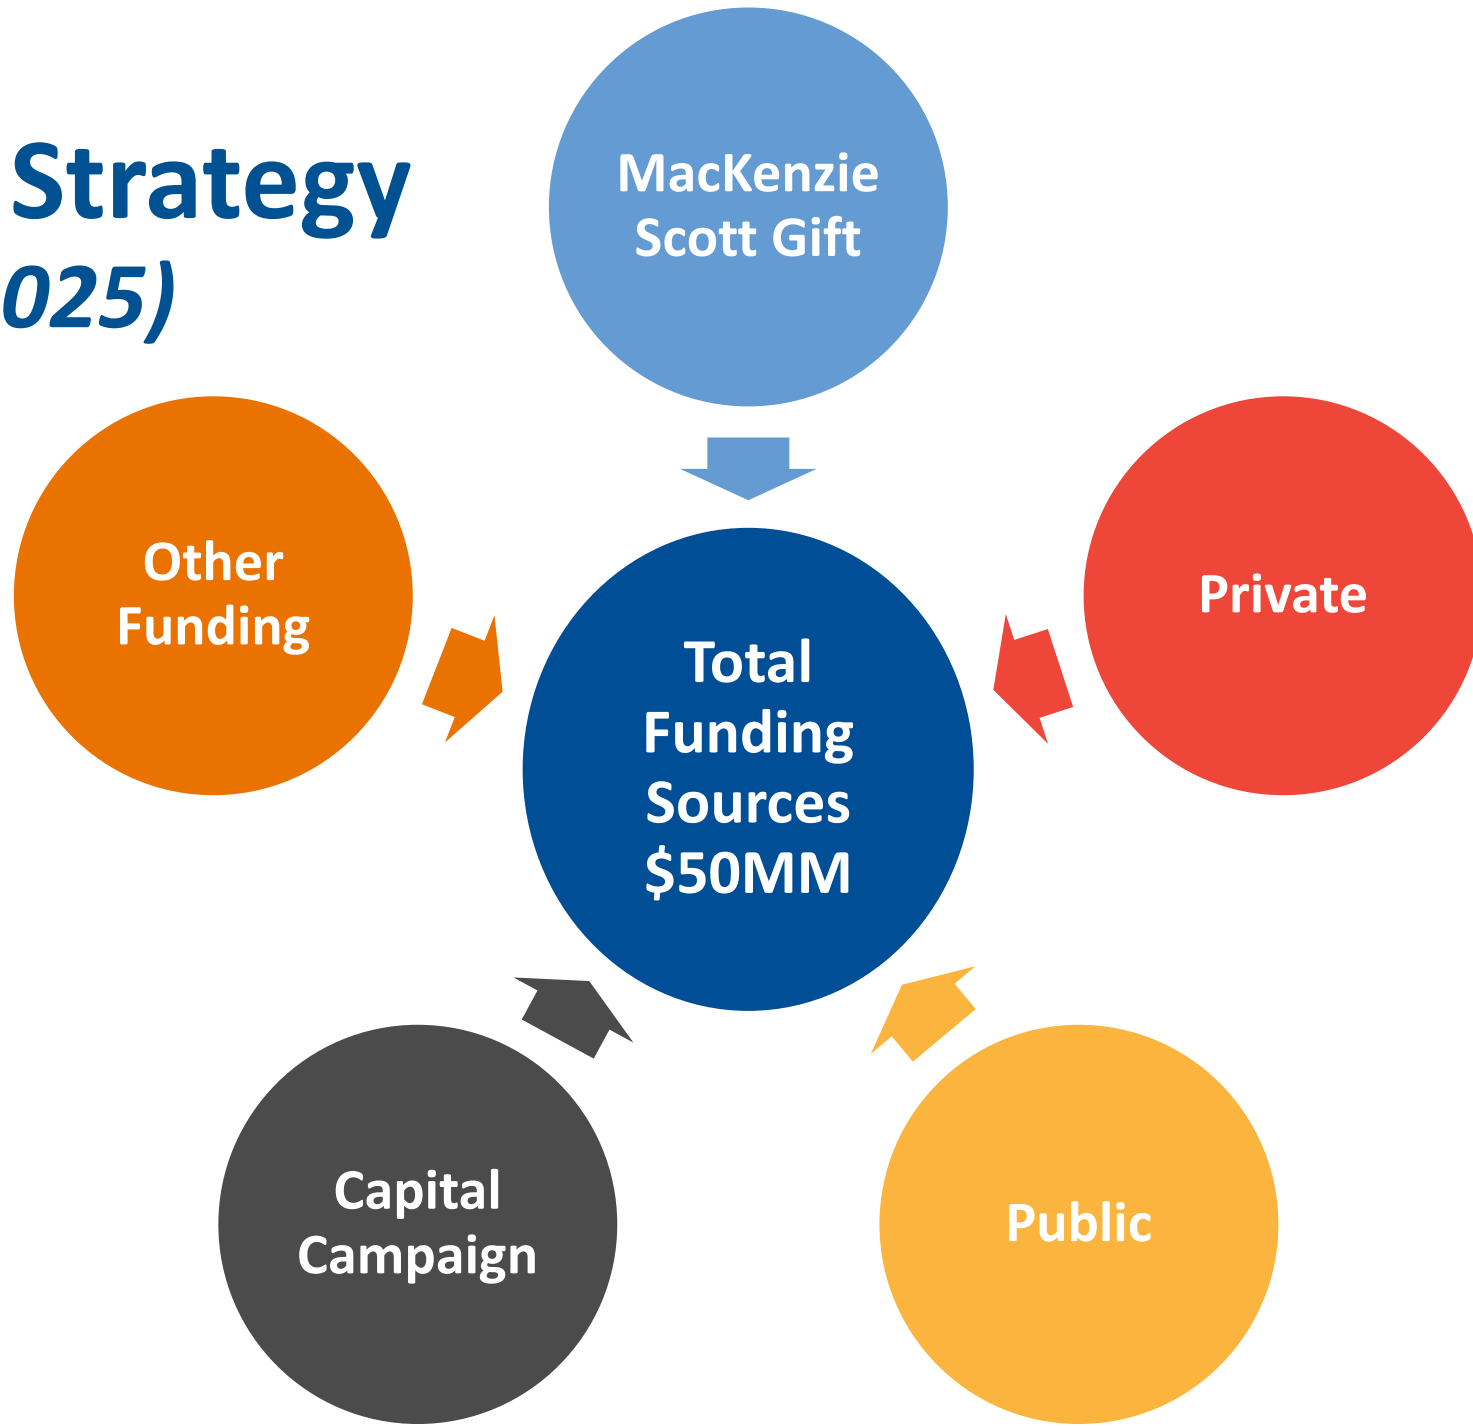 Strategy
025)
MacKenzie
Scott Gift
Other
Funding
Private
Total
Funding
Sources
$50MM
Capital
Campaign
Public